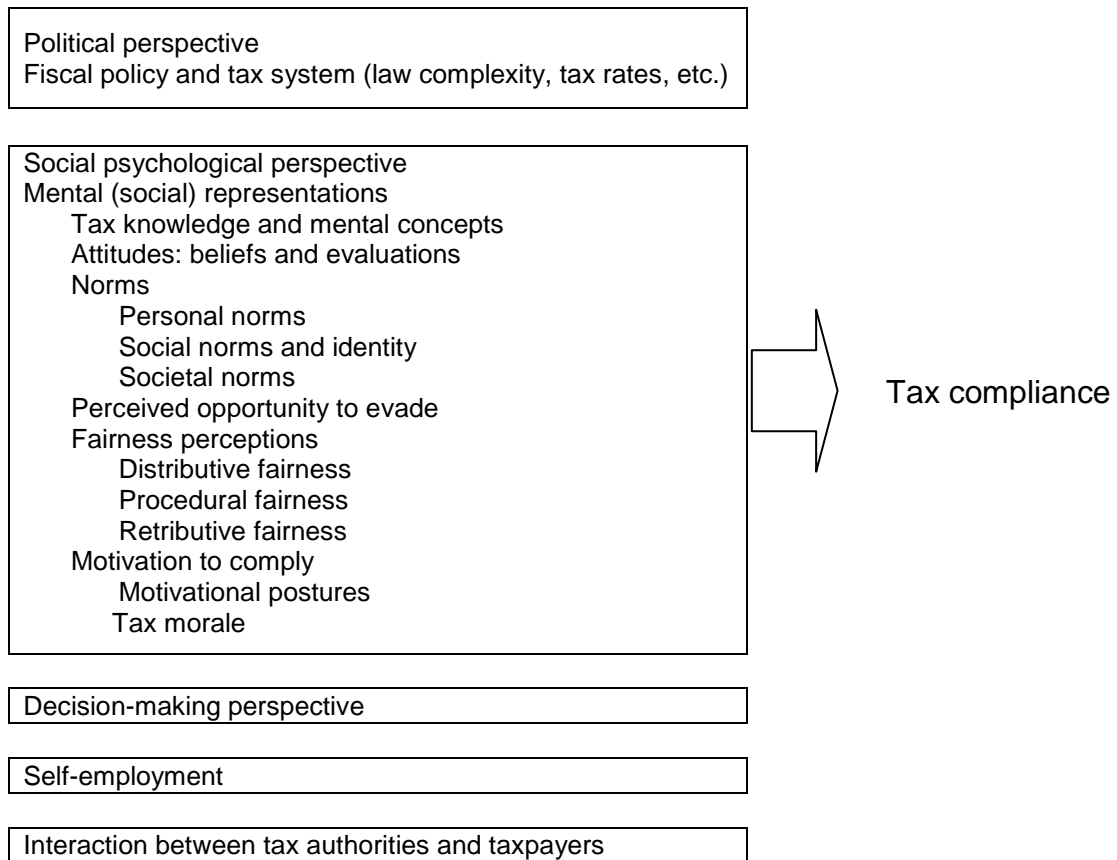 Political perspective
Fiscal policy and tax system (law complexity, tax rates, etc.)
Social psychological perspective
Mental (social) representations
Tax knowledge and mental concepts
Attitudes: beliefs and evaluations
Norms
Personal norms
Social norms and identity
Societal norms
Perceived opportunity to evade
Fairness perceptions
Distributive fairness
Procedural fairness
Retributive fairness
Motivation to comply
Motivational postures
Tax morale
Tax compliance
Decision-making perspective
Self-employment
Interaction between tax authorities and taxpayers